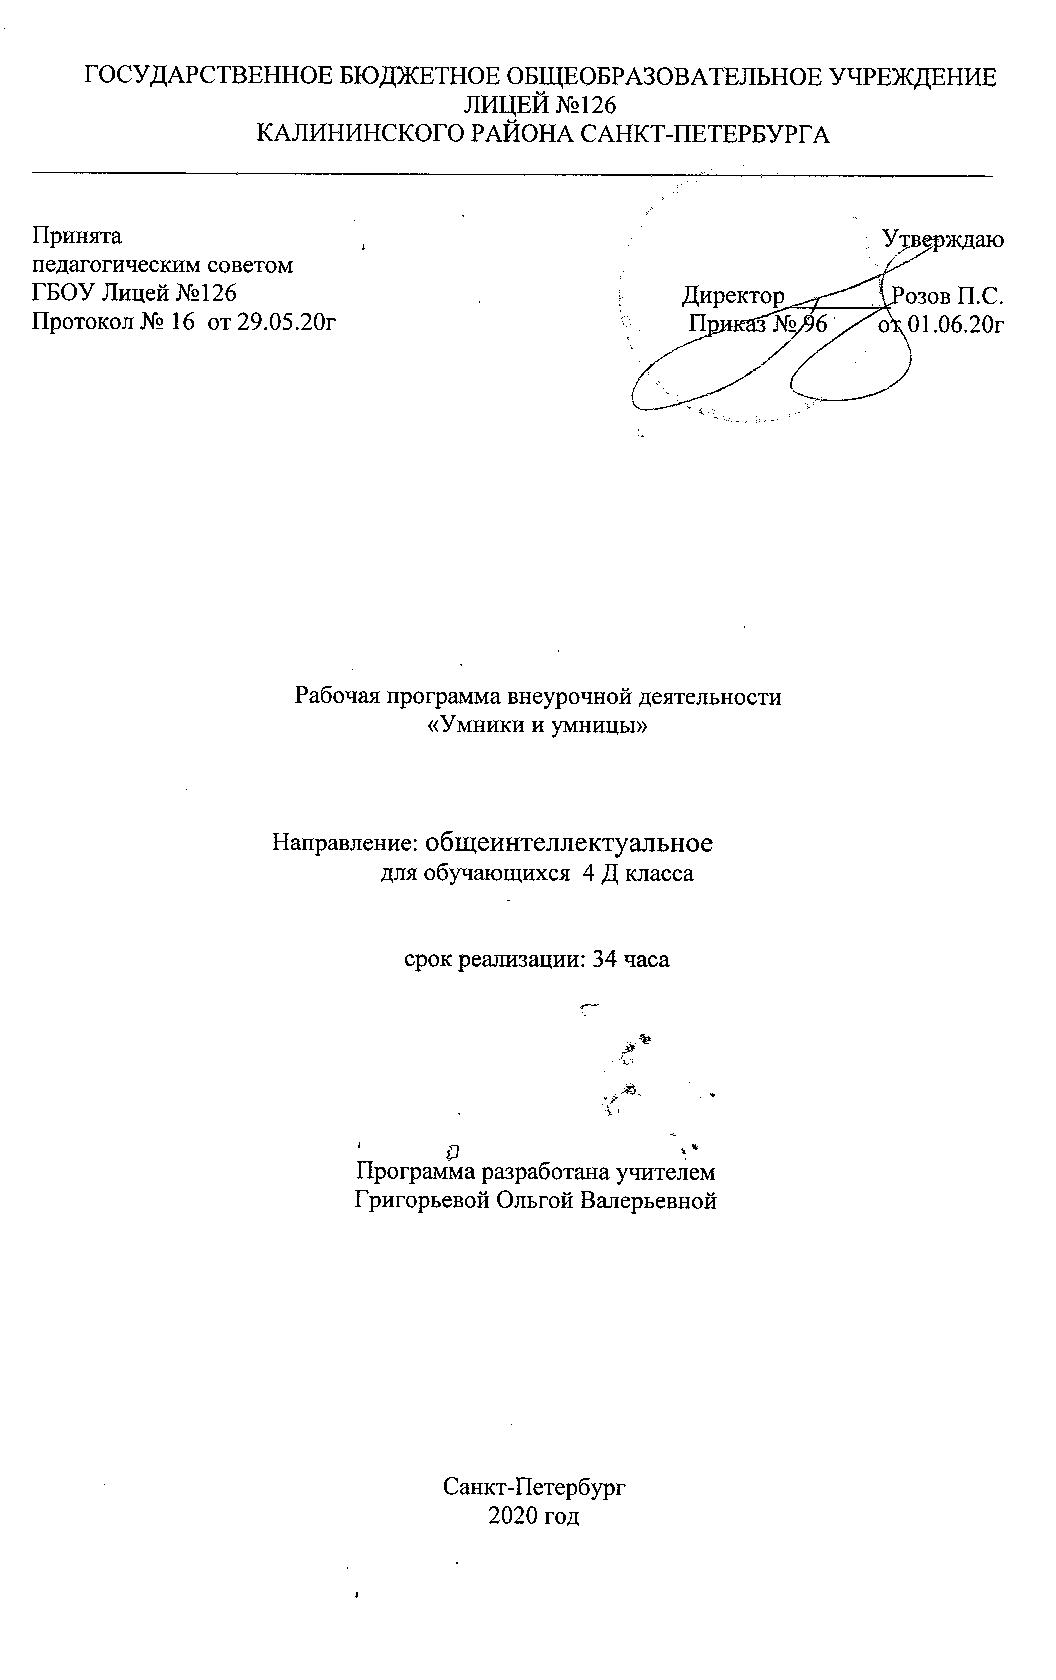 ГОСУДАРСТВЕННОЕ БЮДЖЕТНОЕ ОБЩЕОБРАЗОВАТЕЛЬНОЕ УЧРЕЖДЕНИЕ
ЛИЦЕЙ №126
КАЛИНИНСКОГО РАЙОНА САНКТ-ПЕТЕРБУРГА
Принята
педагогическим советом
ГБОУ Лицей №126
Протокол № 16 от 29.05.20г
Утверждаю
Директор Розов П.С.
Приказ № 96 от 01.06.20г
Рабочая программа внеурочной деятельности
«Умники и умницы»
Направление: общеинтеллектуальное
для обучающихся 4 Д класса
срок реализации: 34 часа
Программа разработана учителем
Григорьевой Ольгой Валерьевной
Санкт-Петербург
2020 год